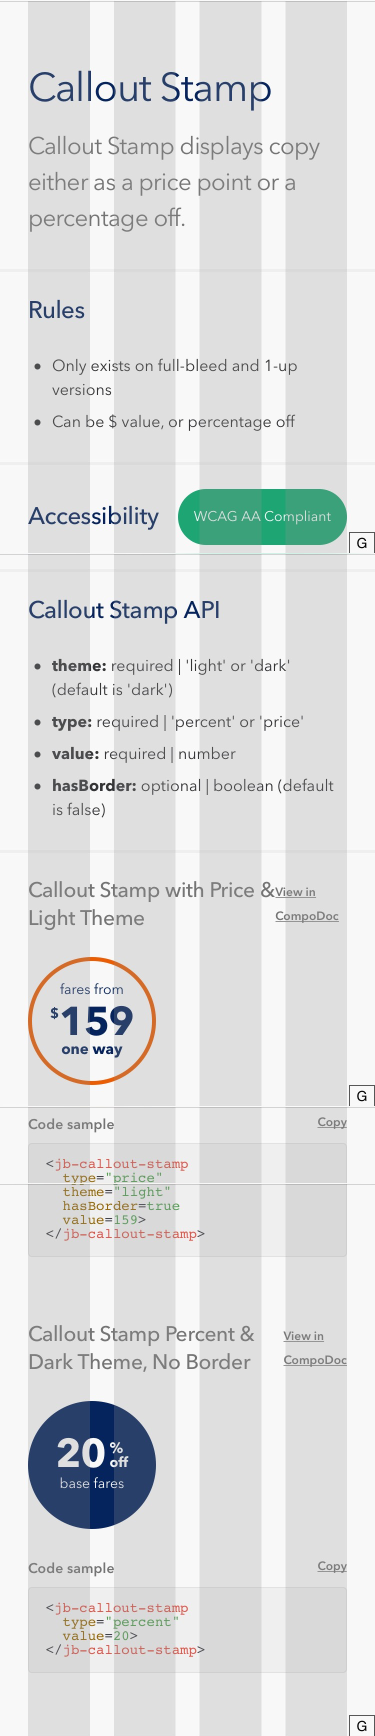 Callout Stamp
Callout Stamp displays copy
either as a price point or a
percentage off.
Rules
• Only exists on full-bleed and 1-up
versions
• Can be $ value, or percentage off
Accessibility
WCAG AA Compliant
G
Callout Stamp API
• theme: required | 'light' or 'dark'
(default is 'dark')
• type: required | 'percent' or 'price'
• value: required | number
• hasBorder: optional | boolean (default
is false)
Callout Stamp with Price &
Light Theme
View in
CompoDoc
fares from
$159
one way
G
Code sample
Copy
<jb-callout-stamp
  type="price"
  theme="light"
  hasBorder=true
  value=159>
</jb-callout-stamp>
Callout Stamp Percent &
Dark Theme, No Border
View in
CompoDoc
20% off
base fares
Code sample
Copy
<jb-callout-stamp
  type="percent"
  value=20>
</jb-callout-stamp>
G